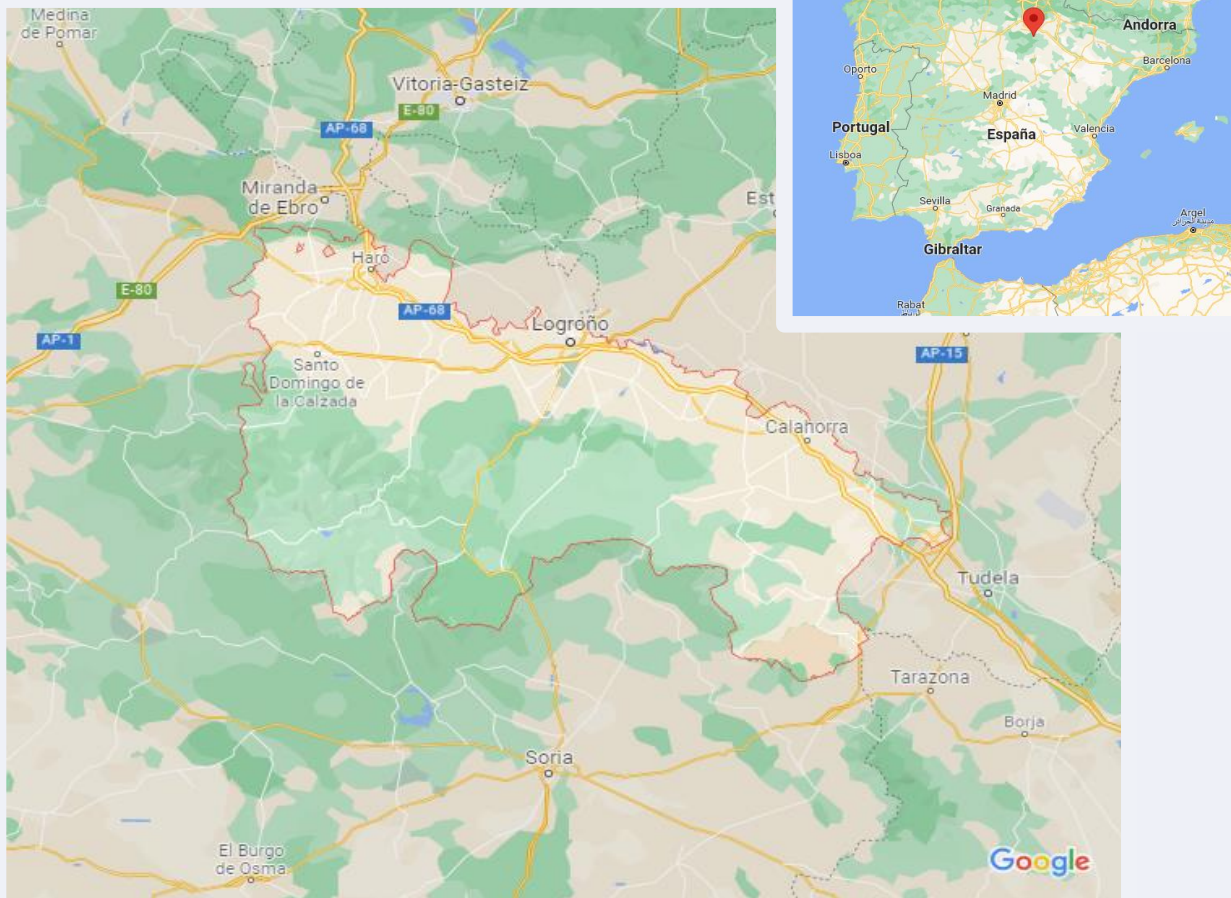 Medina
de Pomar
Vitoria-Gasteiz
E-80
AP-68
Miranda
de Ebro
Est
Haro
E-80
AP-68
AP-1
Logroño
AP-15
Santo
Domingo de
la Calzada
Calahorra
Tudela
Tarazona
Borja
Soria
El Burgo
de Osma
Google
Andorra
Oporto
Barcelona
Madrid
Portugal
España
Valencia
Lisboa
Sevilla
Granada
Argel
Gibraltar
Rabat